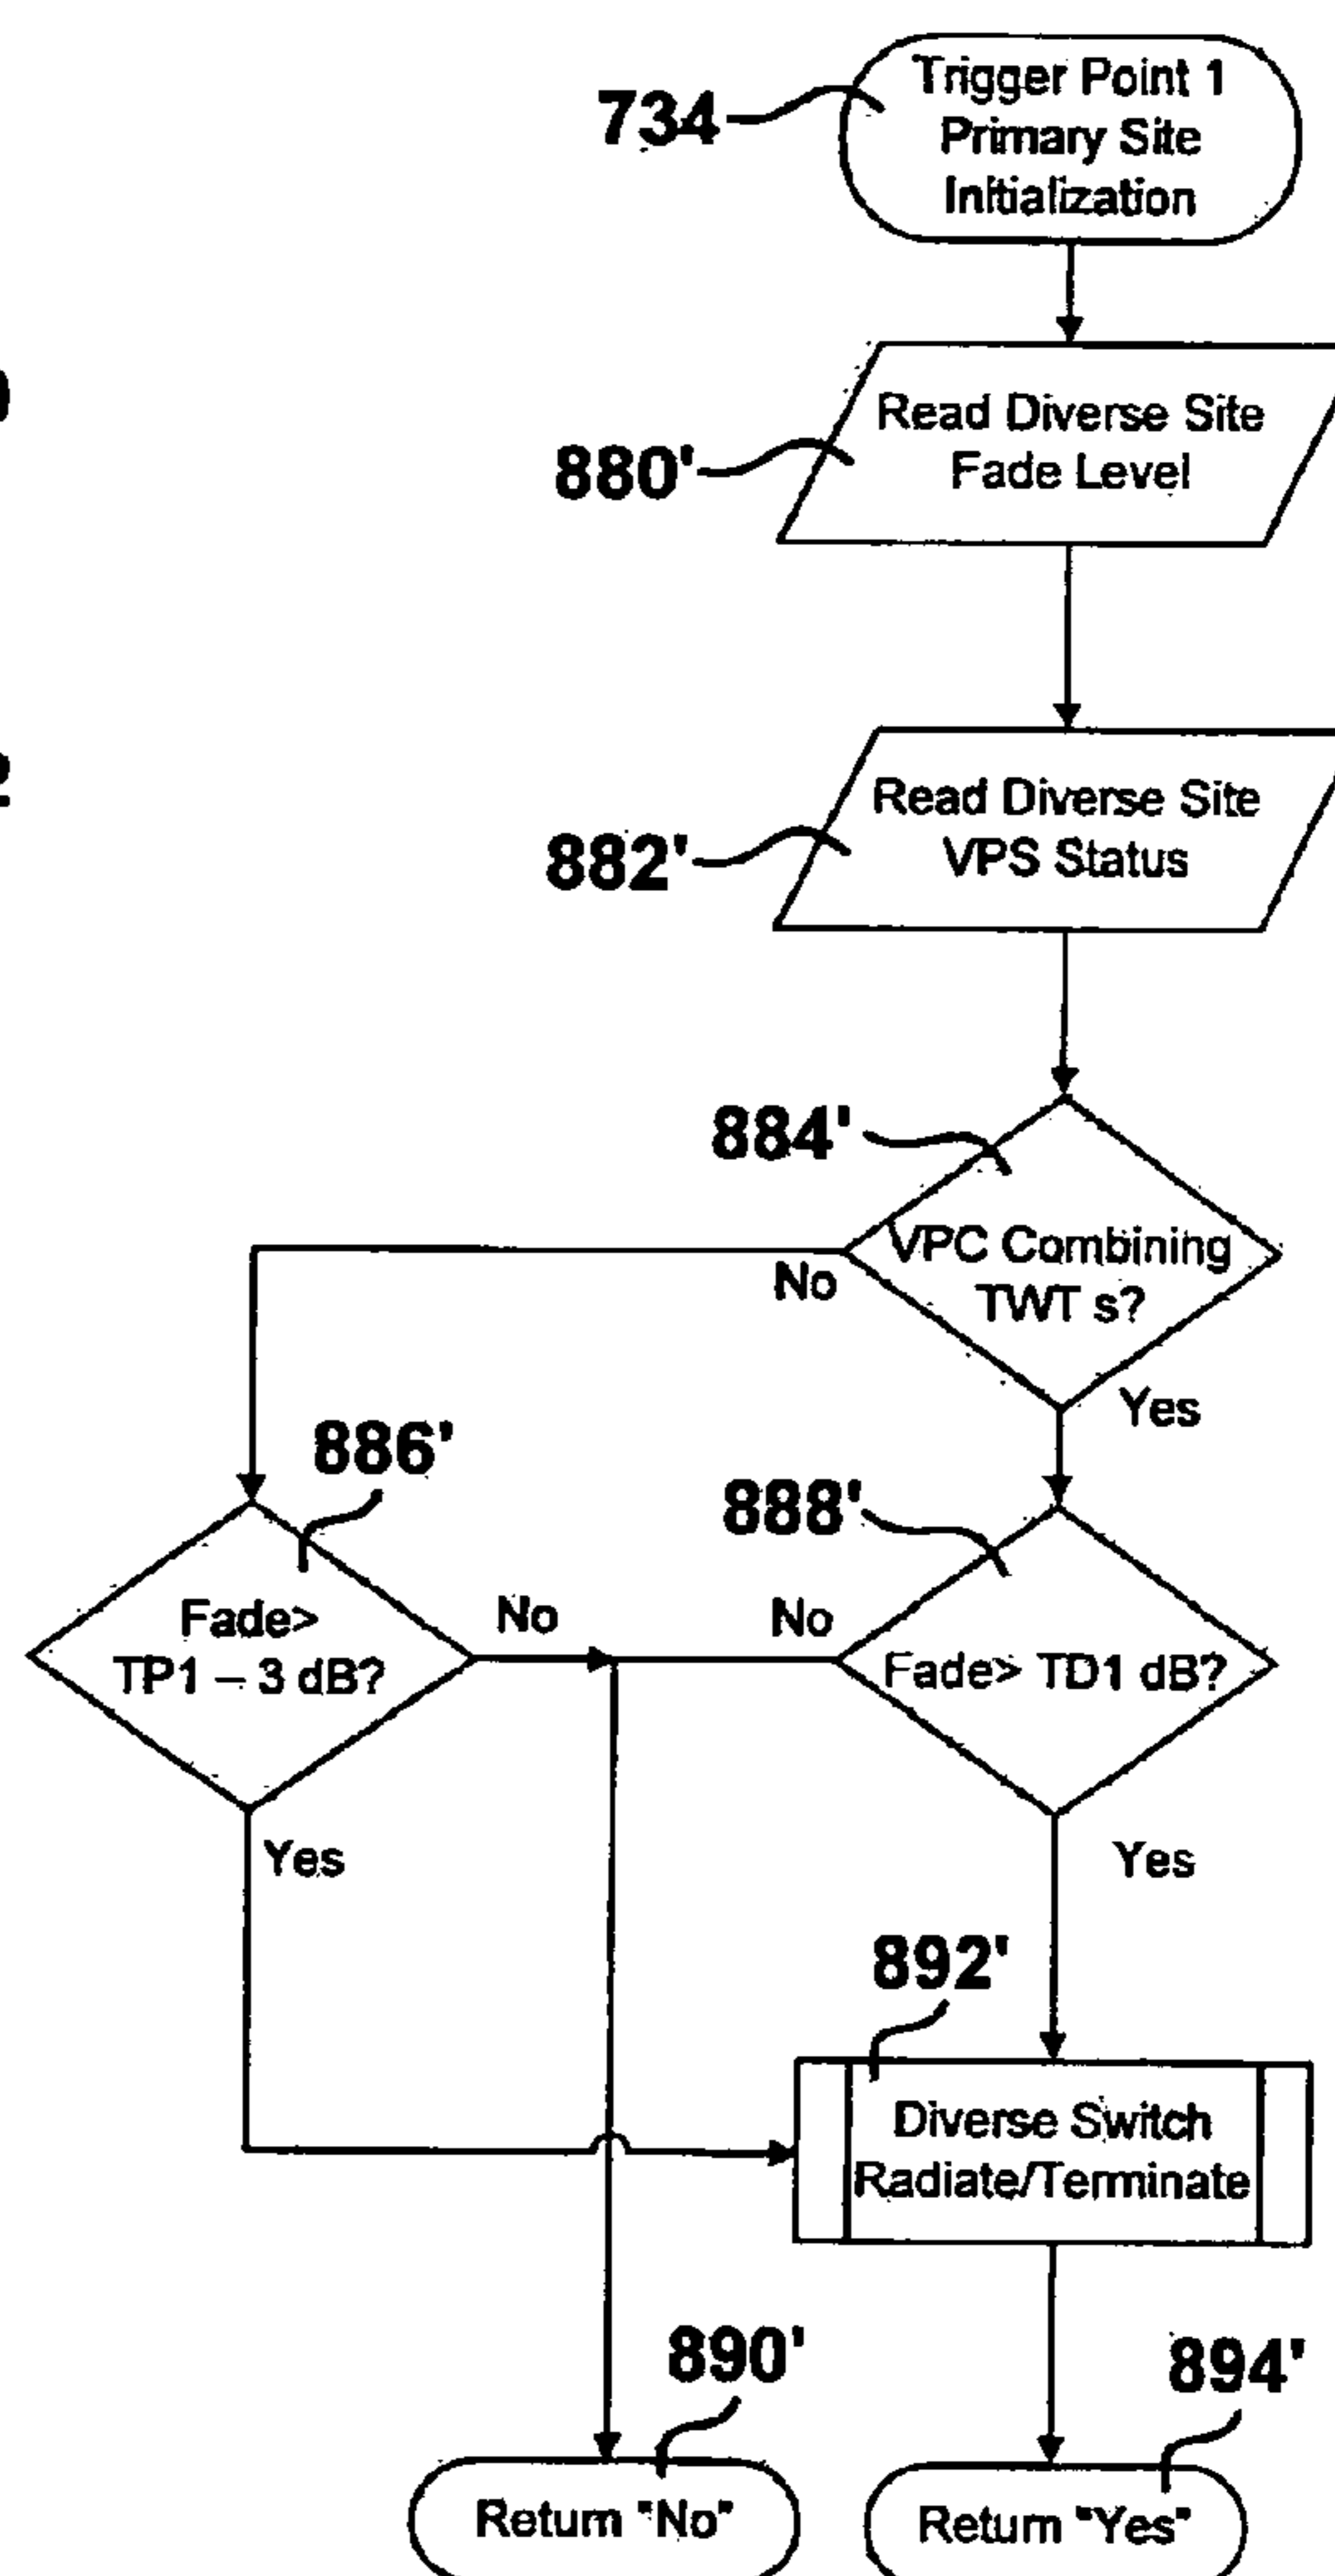 734
Trigger Point 1
Primary Site
Initialization
880'
Read Diverse Site
Fade Level
882'
Read Diverse Site
VPS Status
884'
VPC Combining
TWT s?
No
Yes
886'
888'
Fade>
TP1 – 3 dB?
No
No
Fade> TD1 dB?
Yes
Yes
892'
Diverse Switch
Radiate/Terminate
890'
894'
Return "No"
Return "Yes"